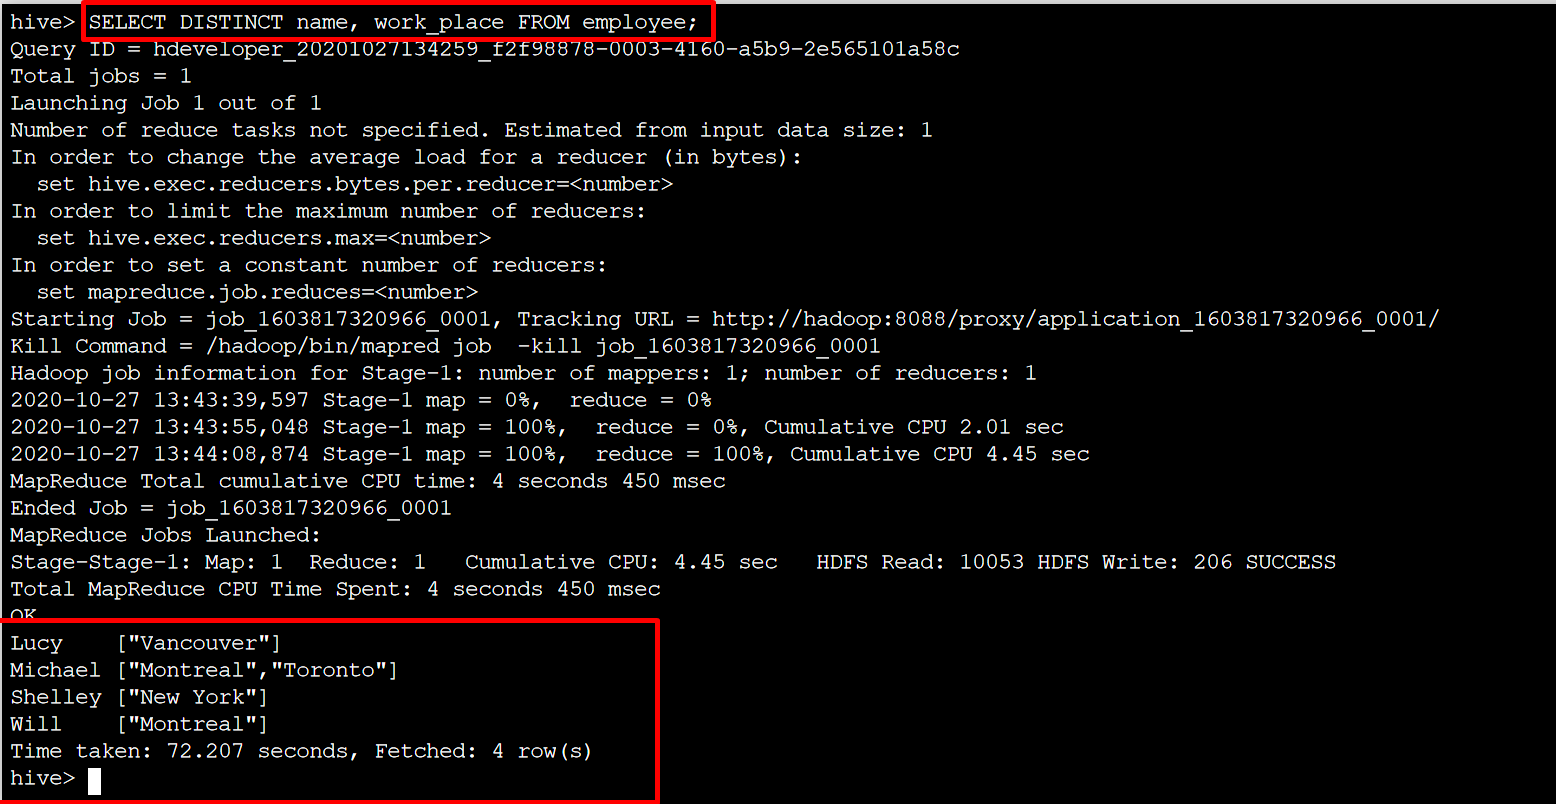 hive> SELECT DISTINCT name, work_place FROM employee;
Query ID = hdeveloper_20201027134259_f2f98878-0003-4160-a5b9-2e565101a58c
Total jobs = 1
Launching Job 1 out of 1
Number of reduce tasks not specified. Estimated from input data size: 1
In order to change the average load for a reducer (in bytes):
  set hive.exec.reducers.bytes.per.reducer=<number>
In order to limit the maximum number of reducers:
  set hive.exec.reducers.max=<number>
In order to set a constant number of reducers:
  set mapreduce.job.reduces=<number>
Starting Job = job_1603817320966_0001, Tracking URL = http://hadoop:8088/proxy/application_1603817320966_0001/
Kill Command = /hadoop/bin/mapred job  -kill job_1603817320966_0001
Hadoop job information for Stage-1: number of mappers: 1; number of reducers: 1
2020-10-27 13:43:39,597 Stage-1 map = 0%,  reduce = 0%
2020-10-27 13:43:55,048 Stage-1 map = 100%,  reduce = 0%, Cumulative CPU 2.01 sec
2020-10-27 13:44:08,874 Stage-1 map = 100%,  reduce = 100%, Cumulative CPU 4.45 sec
MapReduce Total cumulative CPU time: 4 seconds 450 msec
Ended Job = job_1603817320966_0001
MapReduce Jobs Launched:
Stage-Stage-1: Map: 1  Reduce: 1   Cumulative CPU: 4.45 sec   HDFS Read: 10053 HDFS Write: 206 SUCCESS
Total MapReduce CPU Time Spent: 4 seconds 450 msec
OK
Lucy    ["Vancouver"]
Michael ["Montreal","Toronto"]
Shelley ["New York"]
Will    ["Montreal"]
Time taken: 72.207 seconds, Fetched: 4 row(s)
hive>